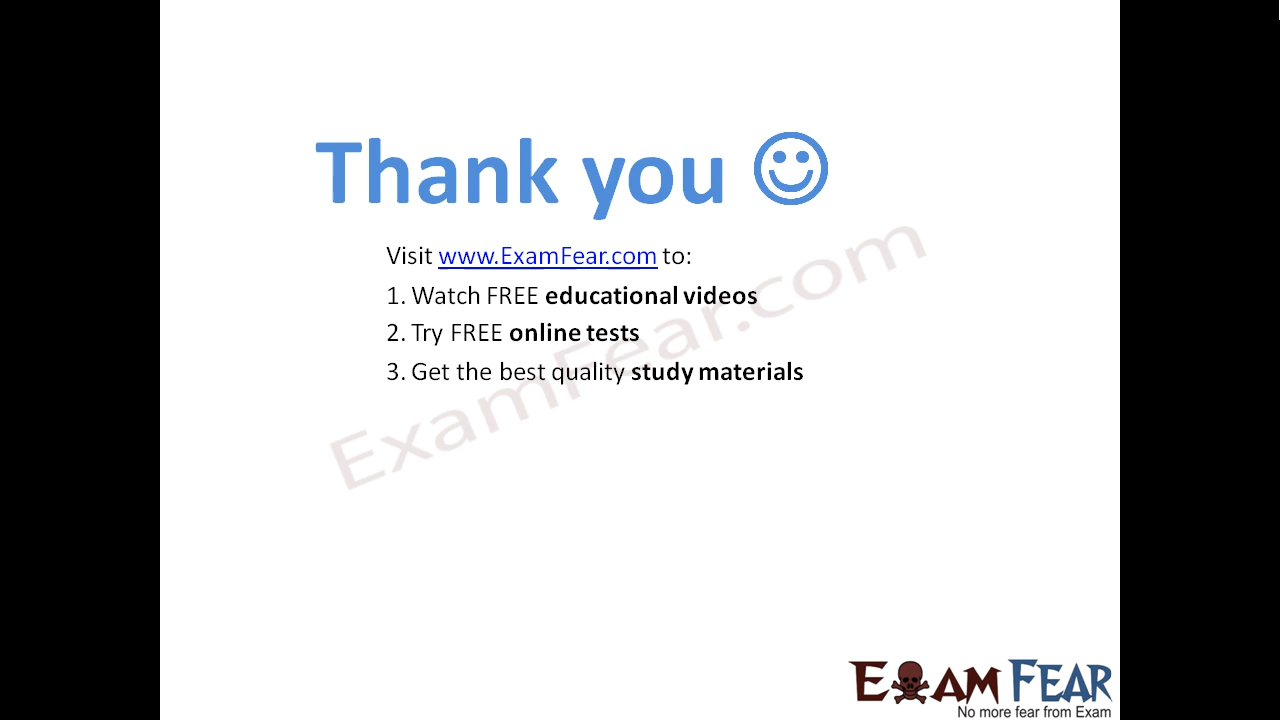 Thank you ☺
Visit www.ExamFear.com to:
1. Watch FREE educational videos
2. Try FREE online tests
3. Get the best quality study materials
ExamFear.com
EXAM FEAR
No more fear from Exam